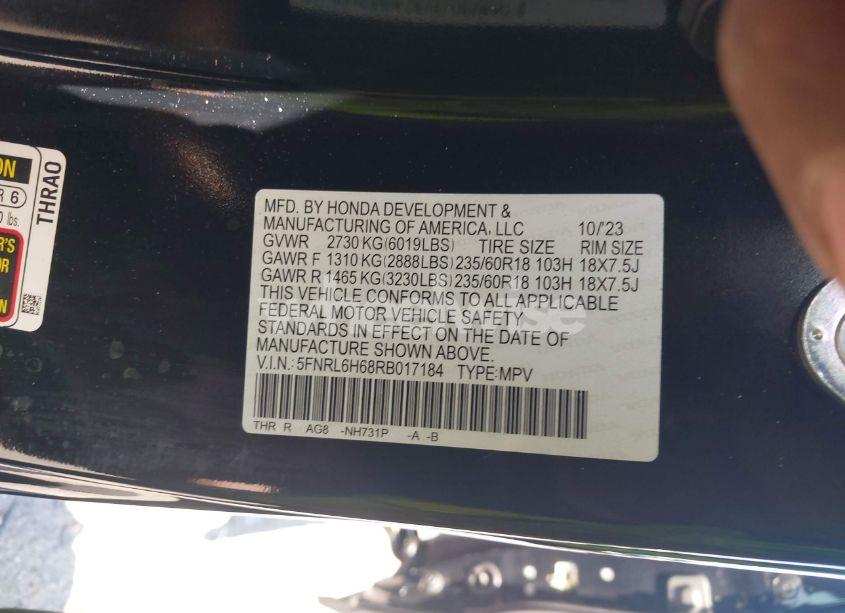 MFD. BY HONDA DEVELOPMENT &
MANUFACTURING OF AMERICA, LLC 10/'23
GVWR 2730 KG(6019LBS) TIRE SIZE RIM SIZE
GAWR F 1310 KG(2888LBS) 235/60R18 103H 18X7.5J
GAWR R 1465 KG(3230LBS) 235/60R18 103H 18X7.5J
THIS VEHICLE CONFORMS TO ALL APPLICABLE
FEDERAL MOTOR VEHICLE SAFETY
STANDARDS IN EFFECT ON THE DATE OF
MANUFACTURE SHOWN ABOVE.
V.I.N.: 5FNRL6H68RB017184 TYPE:MPV
THR R AG8 -NH731P -A -B
THRA0
6
lbs.